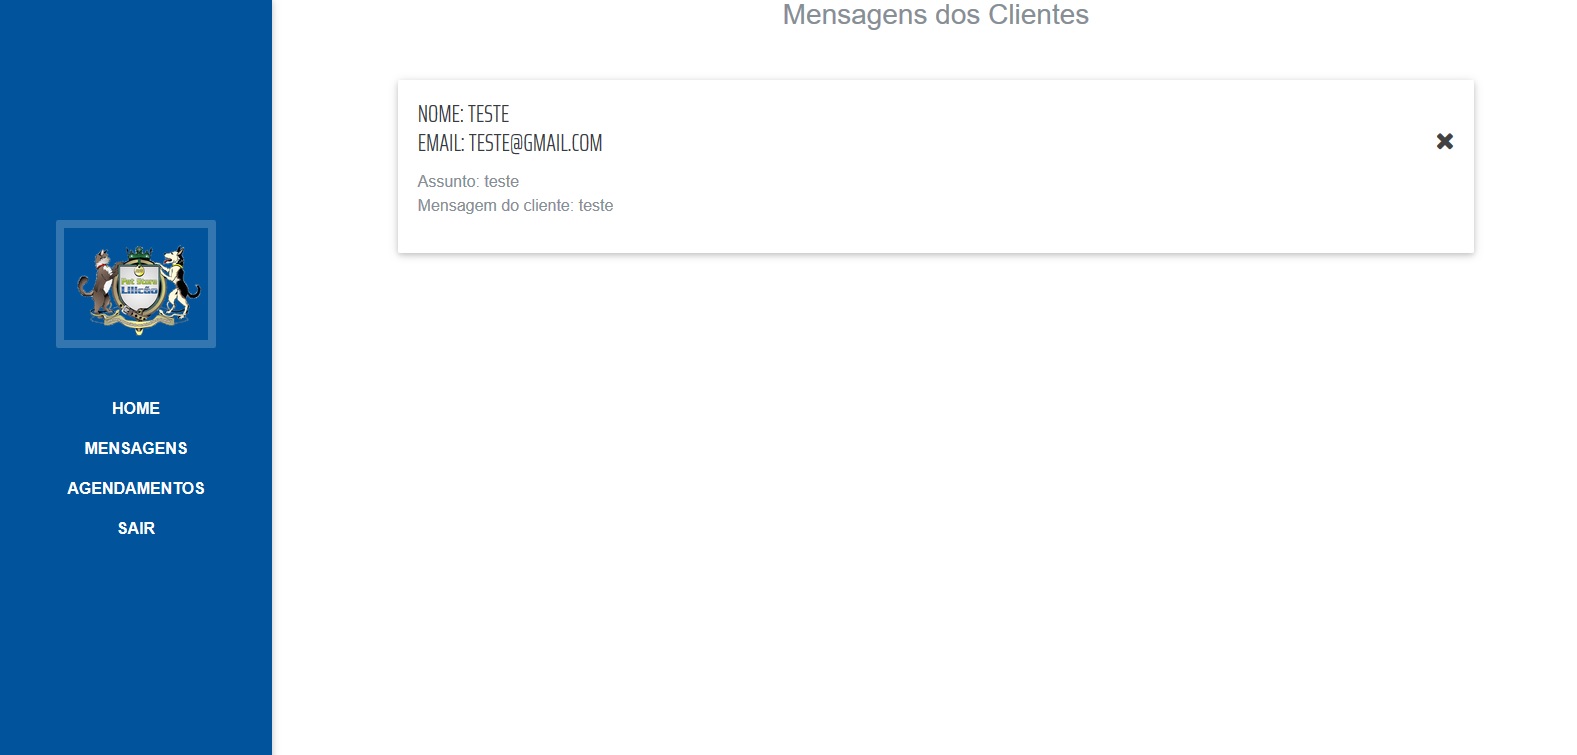 Mensagens dos Clientes
NOME: TESTE
EMAIL: TESTE@GMAIL.COM
Assunto: teste
Mensagem do cliente: teste
Pet Store
Lilicão
HOME
MENSAGENS
AGENDAMENTOS
SAIR